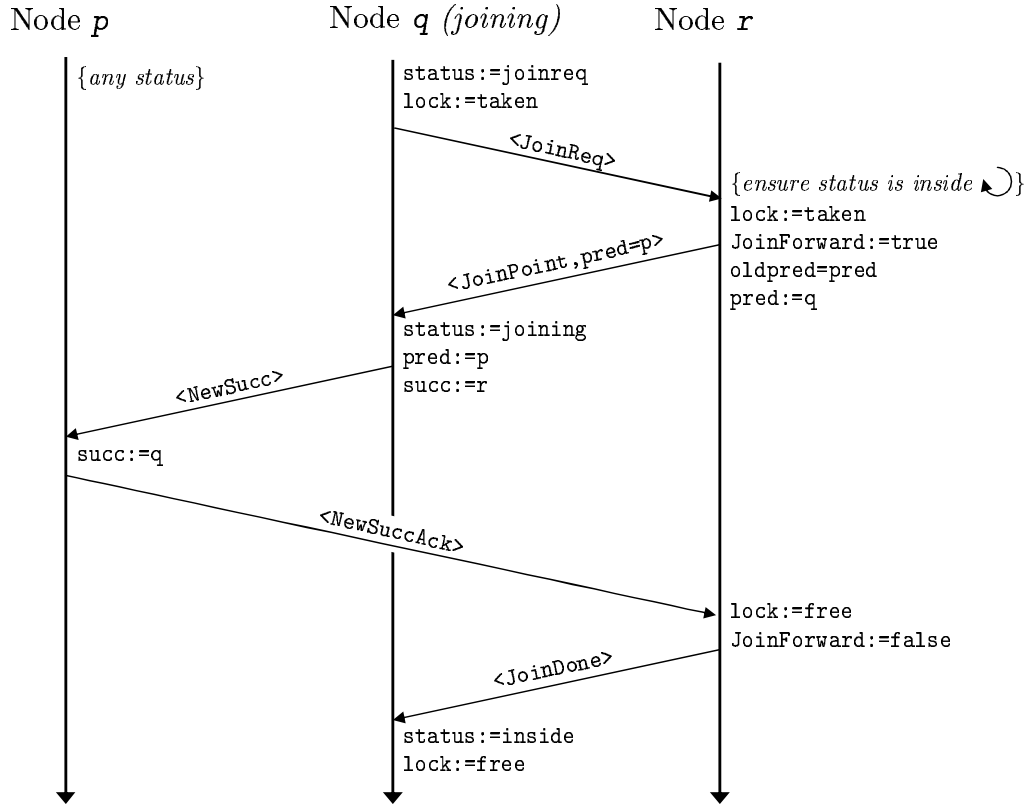 Node p
Node q (joining)
Node r
{any status}
status:=joinreq
lock:=taken
<JoinReq>
{ensure status is inside }
lock:=taken
JoinForward:=true
oldpred=pred
pred:=q
<JoinPoint,pred=p>
status:=joining
pred:=p
succ:=r
<NewSucc>
succ:=q
<NewSuccAck>
lock:=free
JoinForward:=false
<JoinDone>
status:=inside
lock:=free